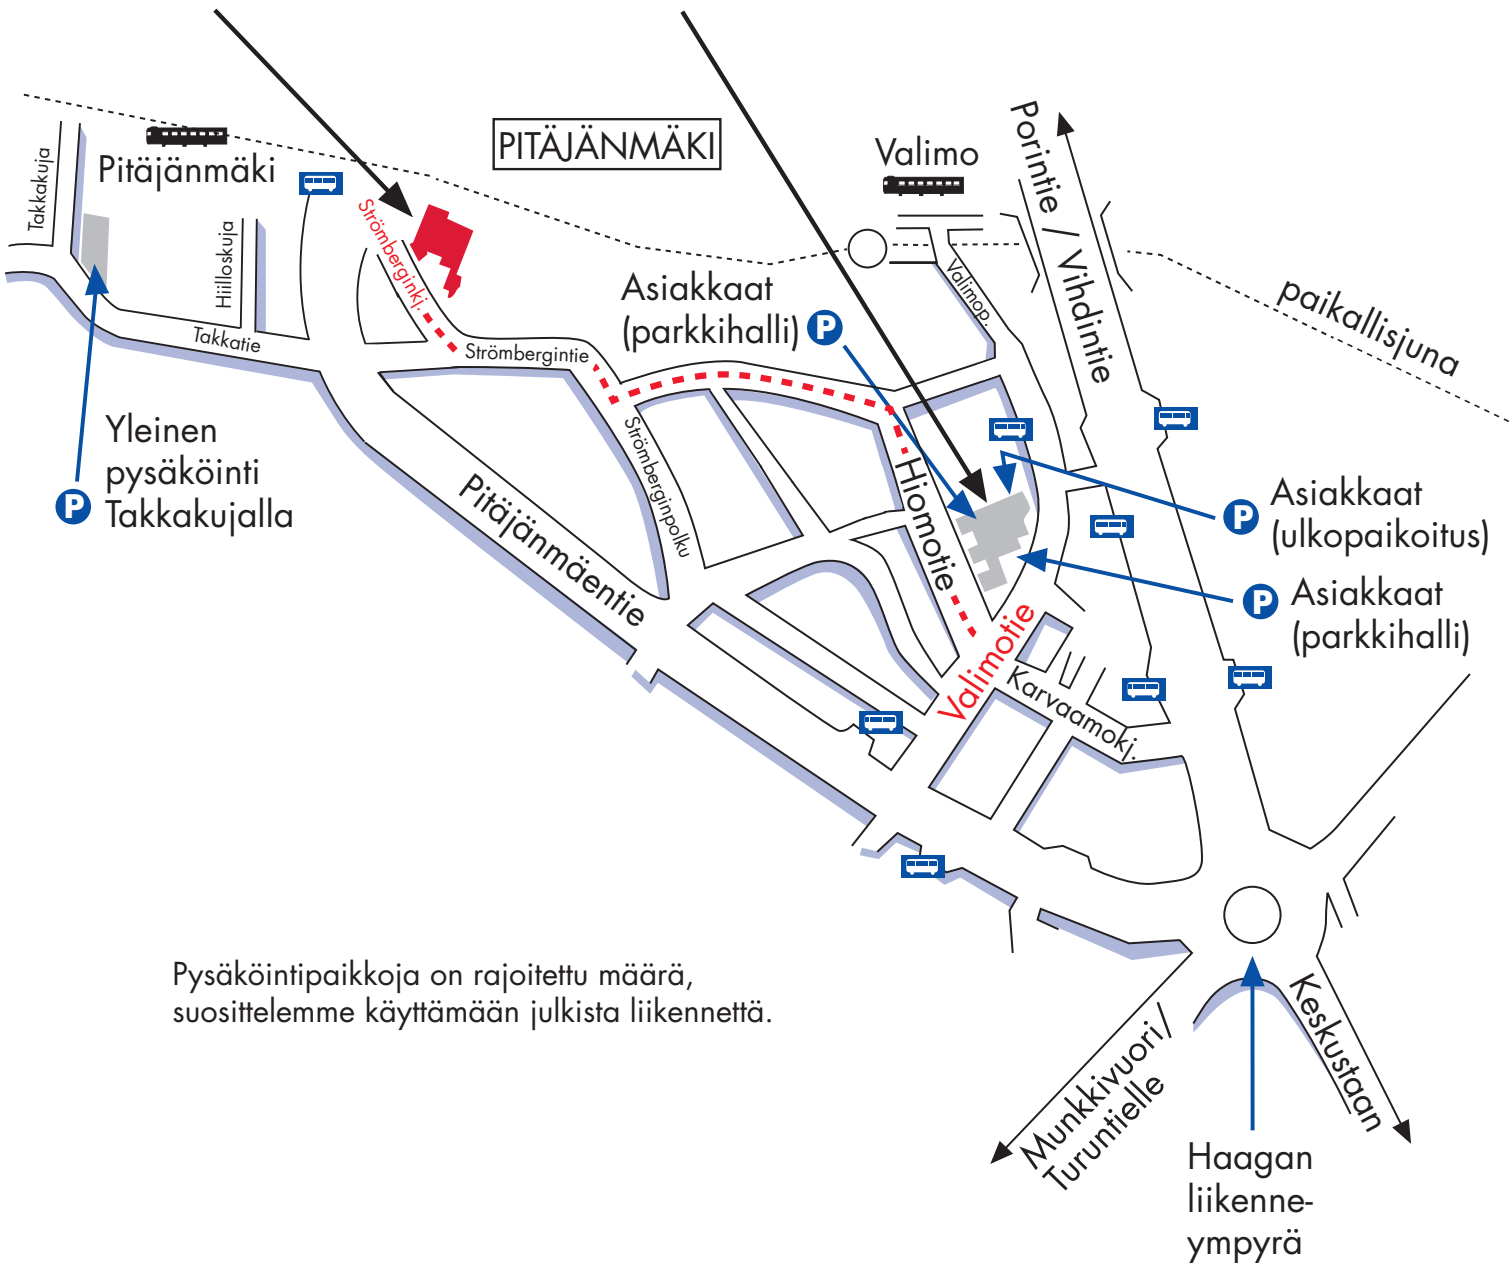 PITÄJÄNMÄKI
Pitäjänmäki
Valimo
Porintie / Vihdintie
Takkakuja
Hiilloskuja
Strömberginkj.
Valimop.
paikallisjuna
Asiakkaat
(parkkihalli) P
Takkatie
Strömbergintie
Yleinen
pysäköinti
P Takkakujalla
Strömberginpolku
Pitäjänmäentie
Hiomotie
P Asiakkaat
(ulkopaikoitus)
P Asiakkaat
(parkkihalli)
Valimotie
Karvaamokj.
Pysäköintipaikkoja on rajoitettu määrä,
suosittelemme käyttämään julkista liikennettä.
Munkkivuori/
Turuntielle
Keskustaan
Haagan
liikenne-
ympyrä